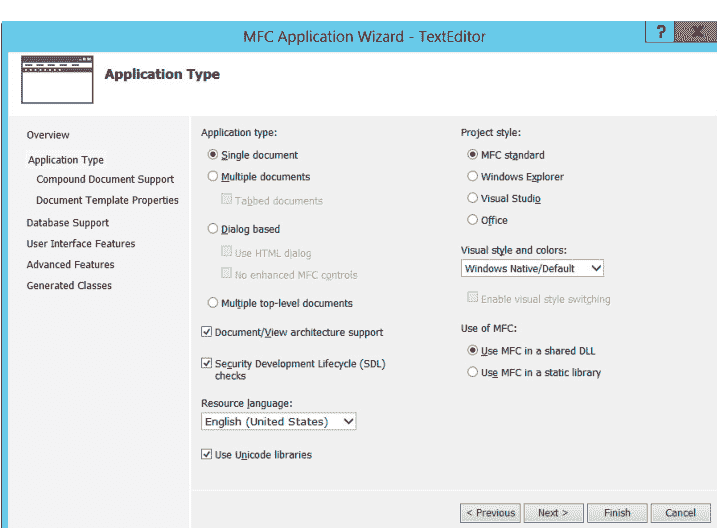 MFC Application Wizard - TextEditor
?
Application Type
Overview
Application Type
Compound Document Support
Document Template Properties
Database Support
User Interface Features
Advanced Features
Generated Classes
Application type:
Single document
Multiple documents
Tabbed documents
Dialog based
Use HTML dialog
No enhanced MFC controls
Multiple top-level documents
Document/View architecture support
Security Development Lifecycle (SDL)
checks
Resource language:
English (United States)
Use Unicode libraries
Project style:
MFC standard
Windows Explorer
Visual Studio
Office
Visual style and colors:
Windows Native/Default
Enable visual style switching
Use of MFC:
Use MFC in a shared DLL
Use MFC in a static library
< Previous
Next >
Finish
Cancel